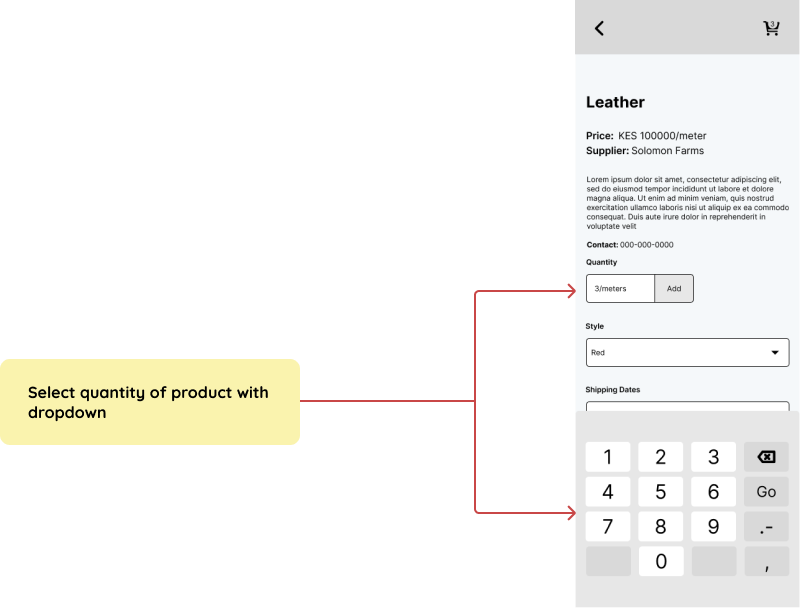 3
Leather
Price: KES 100000/meter
Supplier: Solomon Farms
Lorem ipsum dolor sit amet, consectetur adipiscing elit,
sed do eiusmod tempor incididunt ut labore et dolore
magna aliqua. Ut enim ad minim veniam, quis nostrud
exercitation ullamco laboris nisi ut aliquip ex ea commodo
consequat. Duis aute irure dolor in reprehenderit in
voluptate velit
Contact: 000-000-0000
Quantity
3/meters Add
Style
Red
Shipping Dates
Select quantity of product with
dropdown
1 2 3
4 5 6 Go
7 8 9 .-
0 ,